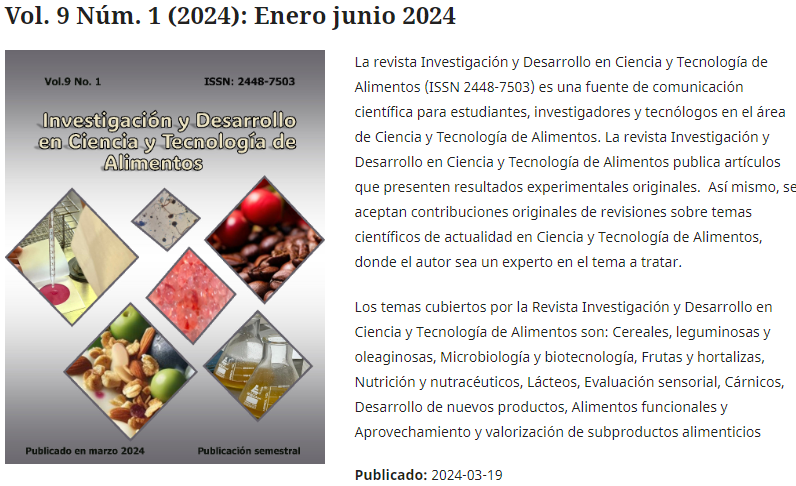 Vol. 9 Núm. 1 (2024): Enero junio 2024
Vol.9 No. 1
ISSN: 2448-7503
Investigación y Desarrollo
en Ciencia y Tecnología de
Alimentos
Publicado en marzo 2024
Publicación semestral
La revista Investigación y Desarrollo en Ciencia y Tecnología de
Alimentos (ISSN 2448-7503) es una fuente de comunicación
científica para estudiantes, investigadores y tecnólogos en el área
de Ciencia y Tecnología de Alimentos. La revista Investigación y
Desarrollo en Ciencia y Tecnología de Alimentos publica artículos
que presenten resultados experimentales originales.  Así mismo, se
aceptan contribuciones originales de revisiones sobre temas
científicos de actualidad en Ciencia y Tecnología de Alimentos,
donde el autor sea un experto en el tema a tratar.
Los temas cubiertos por la Revista Investigación y Desarrollo en
Ciencia y Tecnología de Alimentos son: Cereales, leguminosas y
oleaginosas, Microbiología y biotecnología, Frutas y hortalizas,
Nutrición y nutracéuticos, Lácteos, Evaluación sensorial, Cárnicos,
Desarrollo de nuevos productos, Alimentos funcionales y
Aprovechamiento y valorización de subproductos alimenticios
Publicado: 2024-03-19